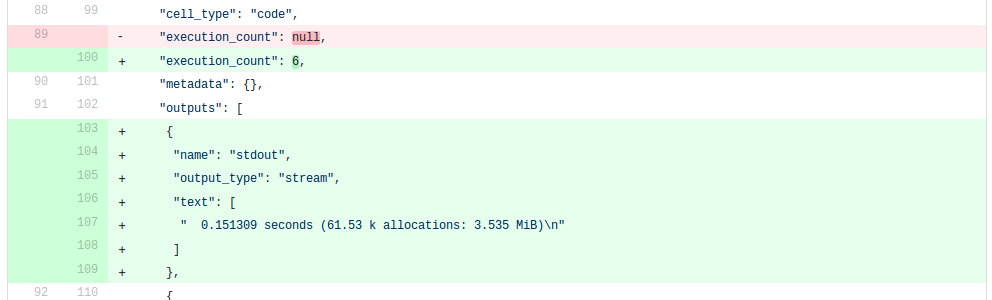 88 99 "cell_type": "code",
89 - "execution_count": null,
100 + "execution_count": 6,
90 101 "metadata": {},
91 102 "outputs": [
103 + {
104 + "name": "stdout",
105 + "output_type": "stream",
106 + "text": [
107 + "  0.151309 seconds (61.53 k allocations: 3.535 MiB)\n"
108 + ]
109 + },
92 110 {